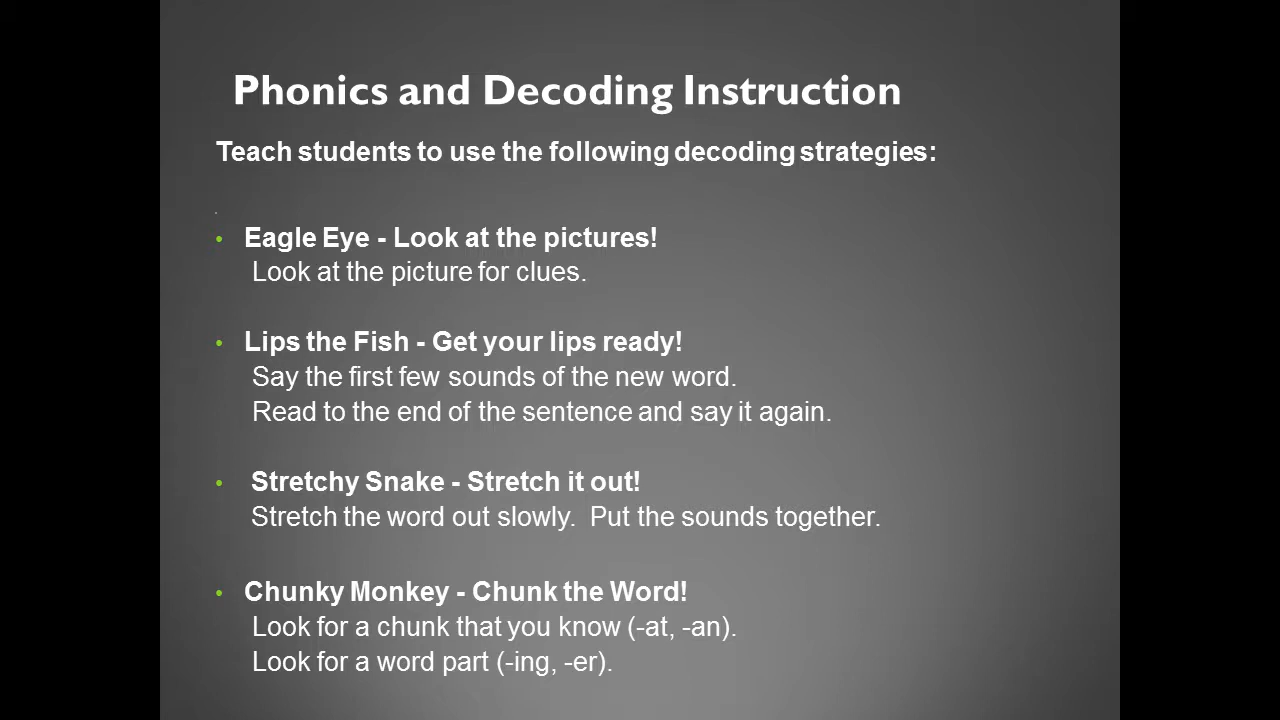 Phonics and Decoding Instruction
Teach students to use the following decoding strategies:
• Eagle Eye - Look at the pictures!
Look at the picture for clues.
• Lips the Fish - Get your lips ready!
Say the first few sounds of the new word.
Read to the end of the sentence and say it again.
• Stretchy Snake - Stretch it out!
Stretch the word out slowly.  Put the sounds together.
• Chunky Monkey - Chunk the Word!
Look for a chunk that you know (-at, -an).
Look for a word part (-ing, -er).